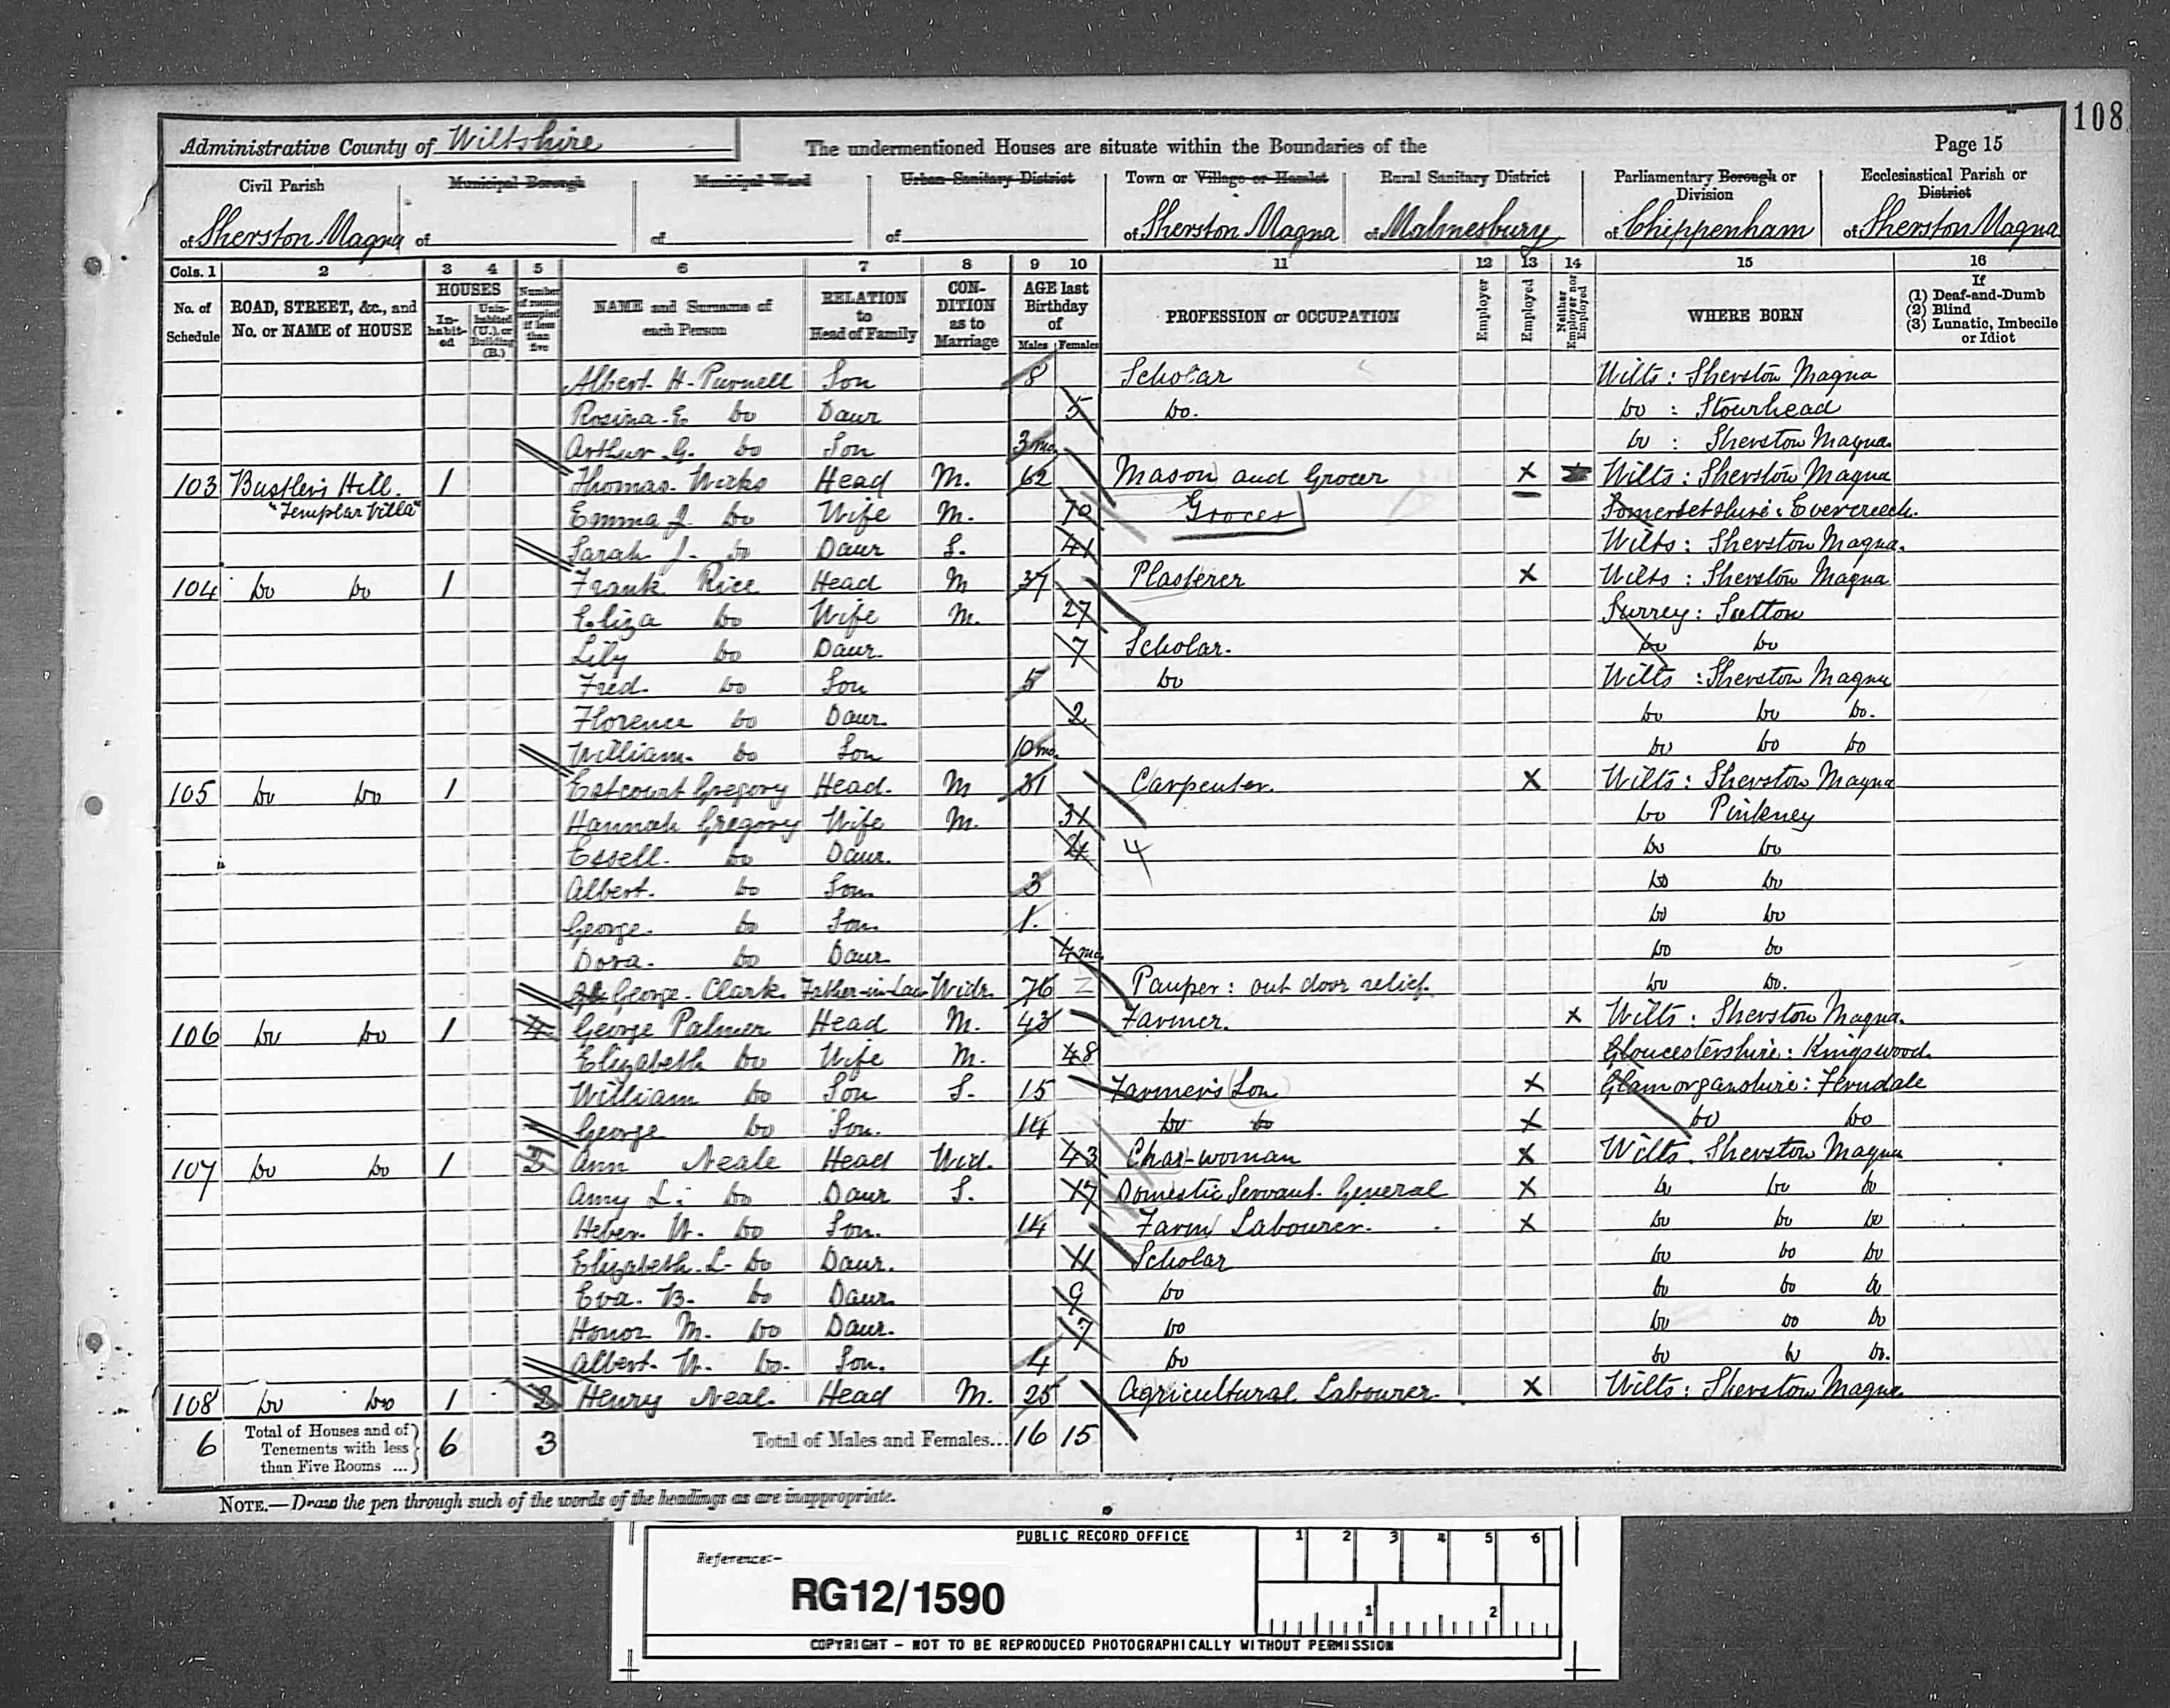 108
Administrative County of Wiltshire The undermentioned Houses are situate within the Boundaries of the Page 15
Civil Parish Municipal Borough Municipal Ward Urban Sanitary District Town or Village or Hamlet Rural Sanitary District Parliamentary Borough or Division Ecclesiastical Parish or District
of Sherston Magna of of of of Sherston Magna of Malmesbury of Chippenham of Sherston Magna
Cols. 1 2 3 4 5 6 7 8 9 10 11 12 13 14 15 16
No. of Schedule ROAD, STREET, &c., and No. or NAME of HOUSE HOUSES Inhabited Uninhabited (U.), or Building (B.) Number of rooms occupied if less than five NAME and Surname of each Person RELATION to Head of Family CONDITION as to Marriage AGE last Birthday of Males Females PROFESSION or OCCUPATION Employer Employed Neither Employer nor Employed WHERE BORN If (1) Deaf-and-Dumb (2) Blind (3) Lunatic, Imbecile or Idiot
Albert H. Purnell Son 8 Scholar Wilts: Sherston Magna
Rosina E. Do Daur 5 Do. Do : Stourhead
Arthur G. Do Son 3 mo. Do : Sherston Magna.
103 Bustlers Hill. 1 Thomas Wicks Head M. 62 Mason and Grocer X Wilts: Sherston Magna
"Templar Villa" Emma J. Do Wife M. 70 Grocer Somersetshire: Evercreech.
Sarah J. Do Daur S. 41 Wilts: Sherston Magna.
104 Do Do 1 Frank Rice Head M 37 Plasterer X Wilts: Sherston Magna
Eliza Do Wife M. 27 Surrey: Sutton
Lily Do Daur. 7 Scholar. Do Do
Fred. Do Son 5 Do Wilts: Sherston Magna
Florence Do Daur. 2 Do Do Do.
William. Do Son 10 mo. Do Do Do
105 Do Do 1 Estcourt Gregory Head. M 31 Carpenter. X Wilts: Sherston Magna
Hannah Gregory Wife M. 31 Do Pinkney
Essell. Do Daur. 4 4 Do Do
Albert. Do Son. 3 Do Do
George. Do Son. 1. Do Do
Dora. Do Daur 4 mo. Do Do
George. Clark. Father-in-Law Widr. 76 Pauper: out door relief. Do Do.
106 Do Do 1 4 George Palmer Head M. 43 Farmer. X Wilts: Sherston Magna.
Elizabeth Do Wife M. 48 Gloucestershire: Kingswood.
William Do Son S. 15 Farmer's Son X Glamorganshire: Ferndale
George Do Son. 14 Do Do X Do Do
107 Do Do 1 2 Ann Neale Head Wid. 43 Char-woman X Wilts. Sherston Magna
Amy L. Do Daur S. 17 Domestic Servant. General X Do Do Do
Heber. W. Do Son. 14 Farm Labourer. X Do Do Do
Elizabeth. L. Do Daur. 11 Scholar Do Do Do
Eva. B. Do Daur. 9 Do Do Do Do
Honor M. Do Daur. 7 Do Do Do Do
Albert. W. Do. Son. 4 Do Do Do Do.
108 Do Do 1 2 Henry Neal. Head M. 25 Agricultural Labourer. X Wilts: Sherston Magna
6 Total of Houses and of Tenements with less than Five Rooms ... 6 3 Total of Males and Females... 16 15
NOTE.—Draw the pen through such of the words of the headings as are inappropriate.
PUBLIC RECORD OFFICE 1 2 3 4 5 6
Reference:-
RG12/1590
1 2
COPYRIGHT - NOT TO BE REPRODUCED PHOTOGRAPHICALLY WITHOUT PERMISSION